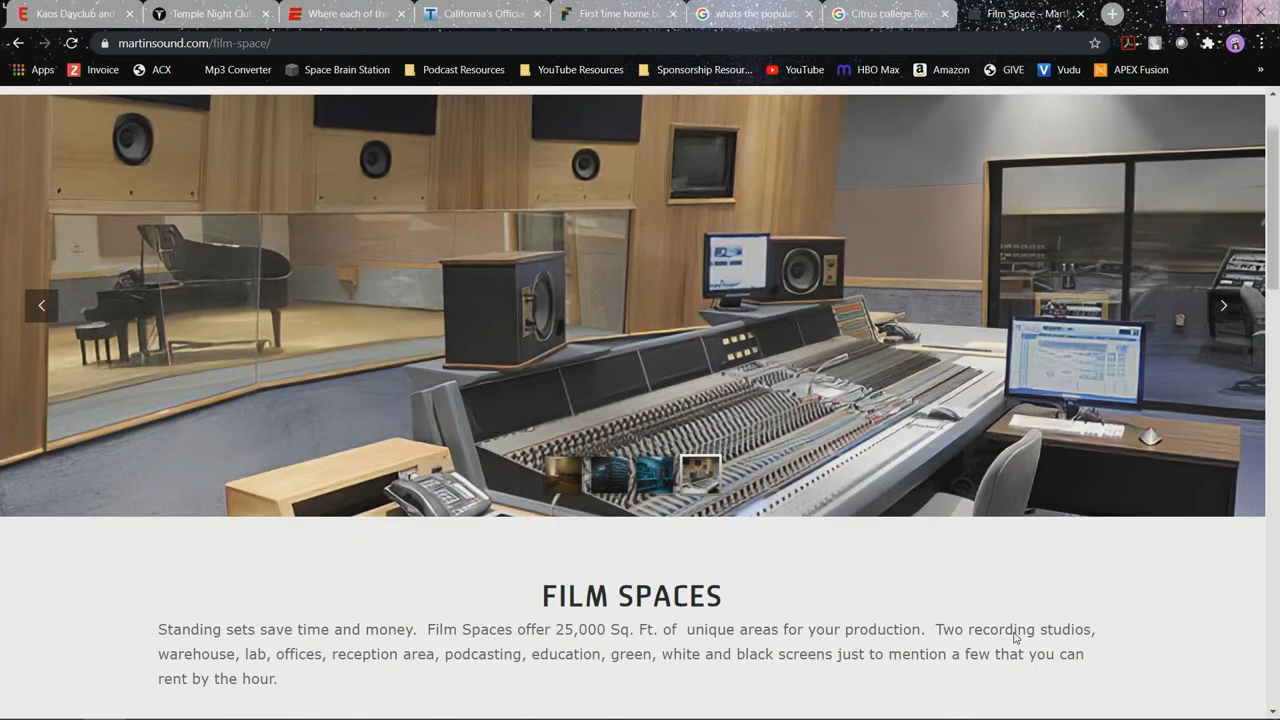 Kaos Dayclub and
Temple Night Clu
Where each of the
California's Officia
First time home b
whats the populat
Citrus college Rec
Film Space – Marti
martinsound.com/film-space/
Apps
Invoice
ACX
Mp3 Converter
Space Brain Station
Podcast Resources
YouTube Resources
Sponsorship Resour...
YouTube
HBO Max
Amazon
GIVE
Vudu
APEX Fusion
»
FILM SPACES
Standing sets save time and money. Film Spaces offer 25,000 Sq. Ft. of unique areas for your production. Two recording studios,
warehouse, lab, offices, reception area, podcasting, education, green, white and black screens just to mention a few that you can
rent by the hour.